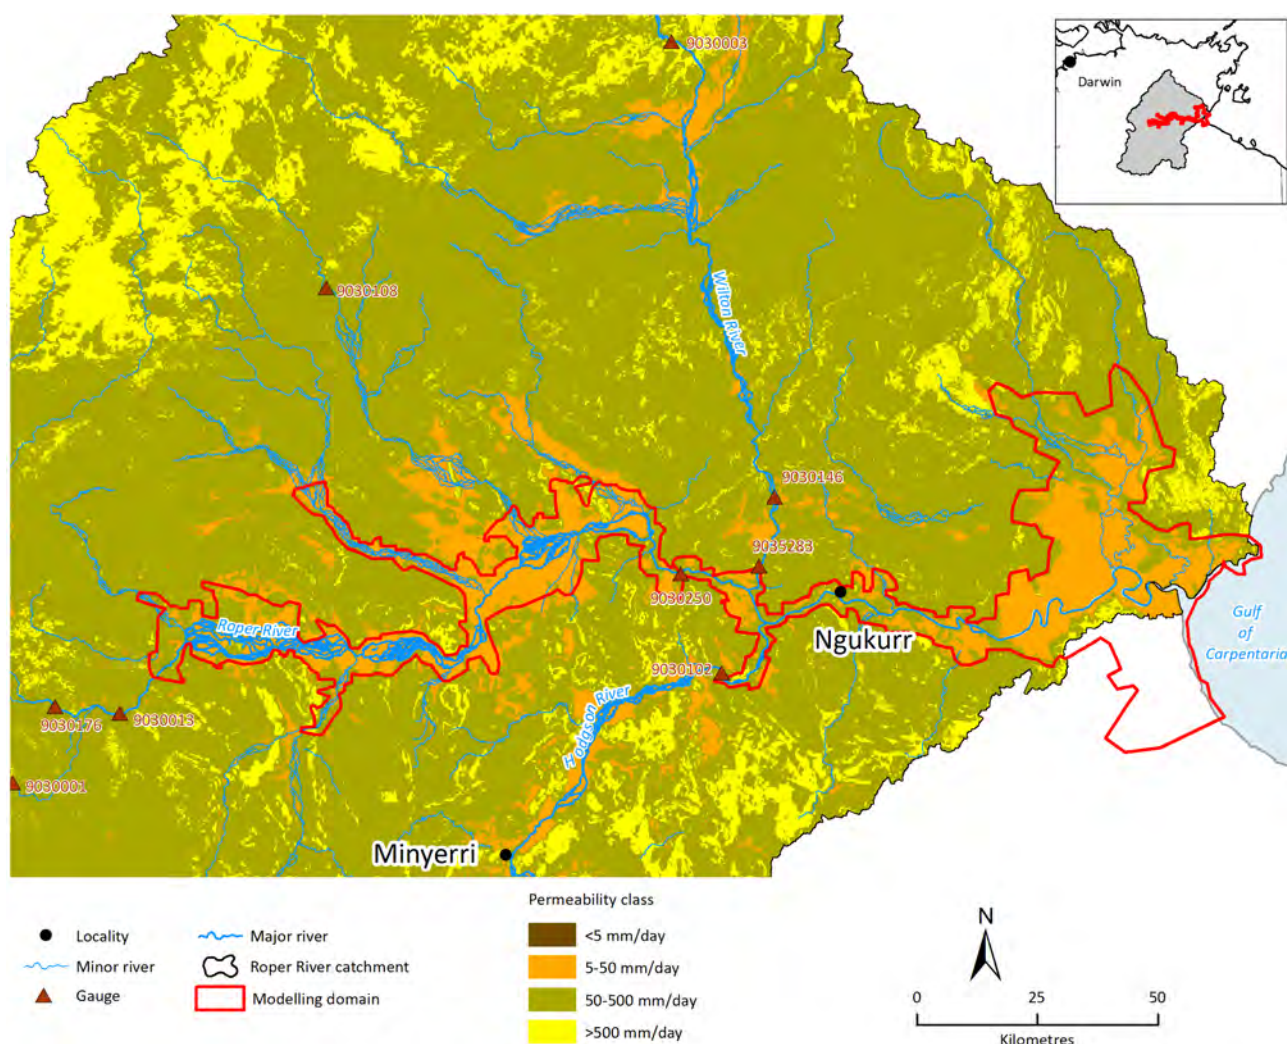 9030003
Darwin
9030108
Wilton River
9030146
9035283
9030250
Ngukurr
Roper River
Gulf
of
Carpentaria
9030102
Hodgson River
9030176
9030013
9030001
Minyerri
Permeability class
Locality
Major river
<5 mm/day
Minor river
Roper River catchment
5-50 mm/day
Gauge
Modelling domain
50-500 mm/day
>500 mm/day
N
0
25
50
Kilometres